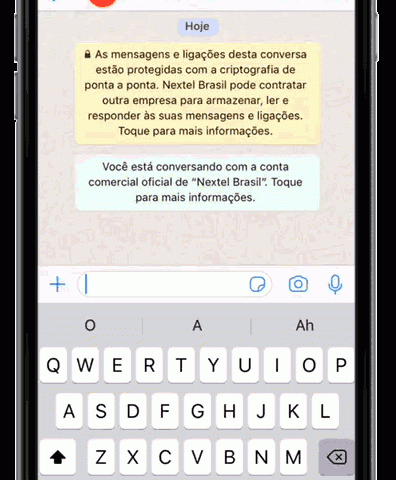 Hoje
As mensagens e ligações desta conversa
estão protegidas com a criptografia de
ponta a ponta. Nextel Brasil pode contratar
outra empresa para armazenar, ler e
responder às suas mensagens e ligações.
Toque para mais informações.
Você está conversando com a conta
comercial oficial de “Nextel Brasil”. Toque
para mais informações.
O A Ah
Q W E R T Y U I O P
A S D F G H J K L
Z X C V B N M